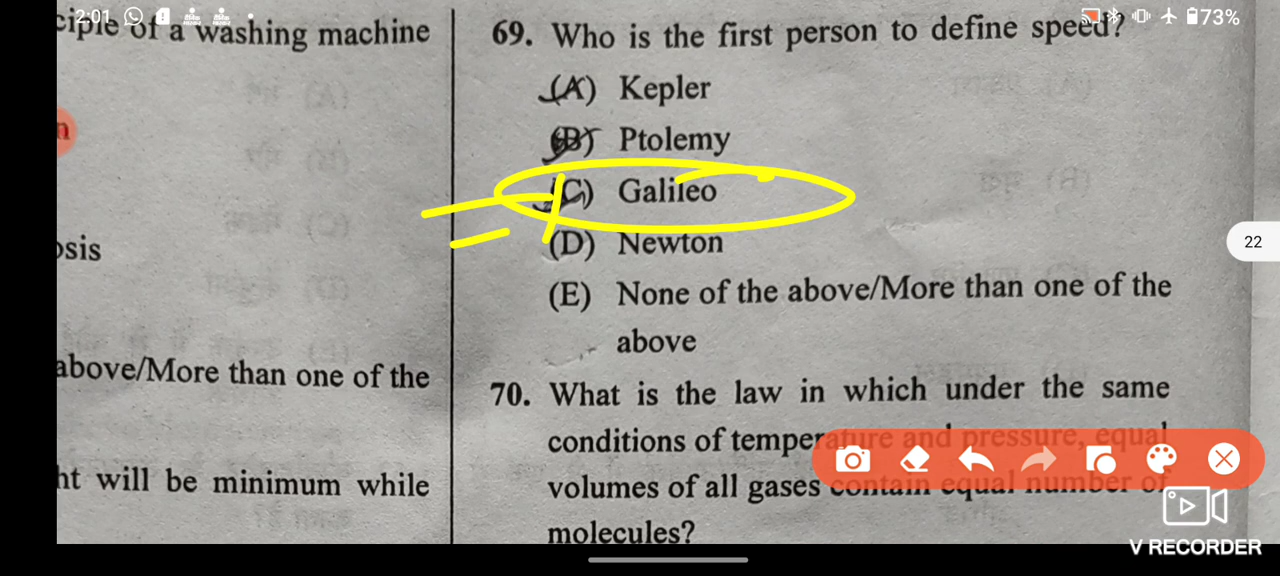 2:01
73%
ciple of a washing machine
n
osis
above/More than one of the
ht will be minimum while
69. Who is the first person to define speed?
(A) Kepler
(B) Ptolemy
(C) Galileo
(D) Newton
(E) None of the above/More than one of the
above
70. What is the law in which under the same
conditions of temperature and pressure, equal
volumes of all gases contain equal number of
molecules?
22
V RECORDER